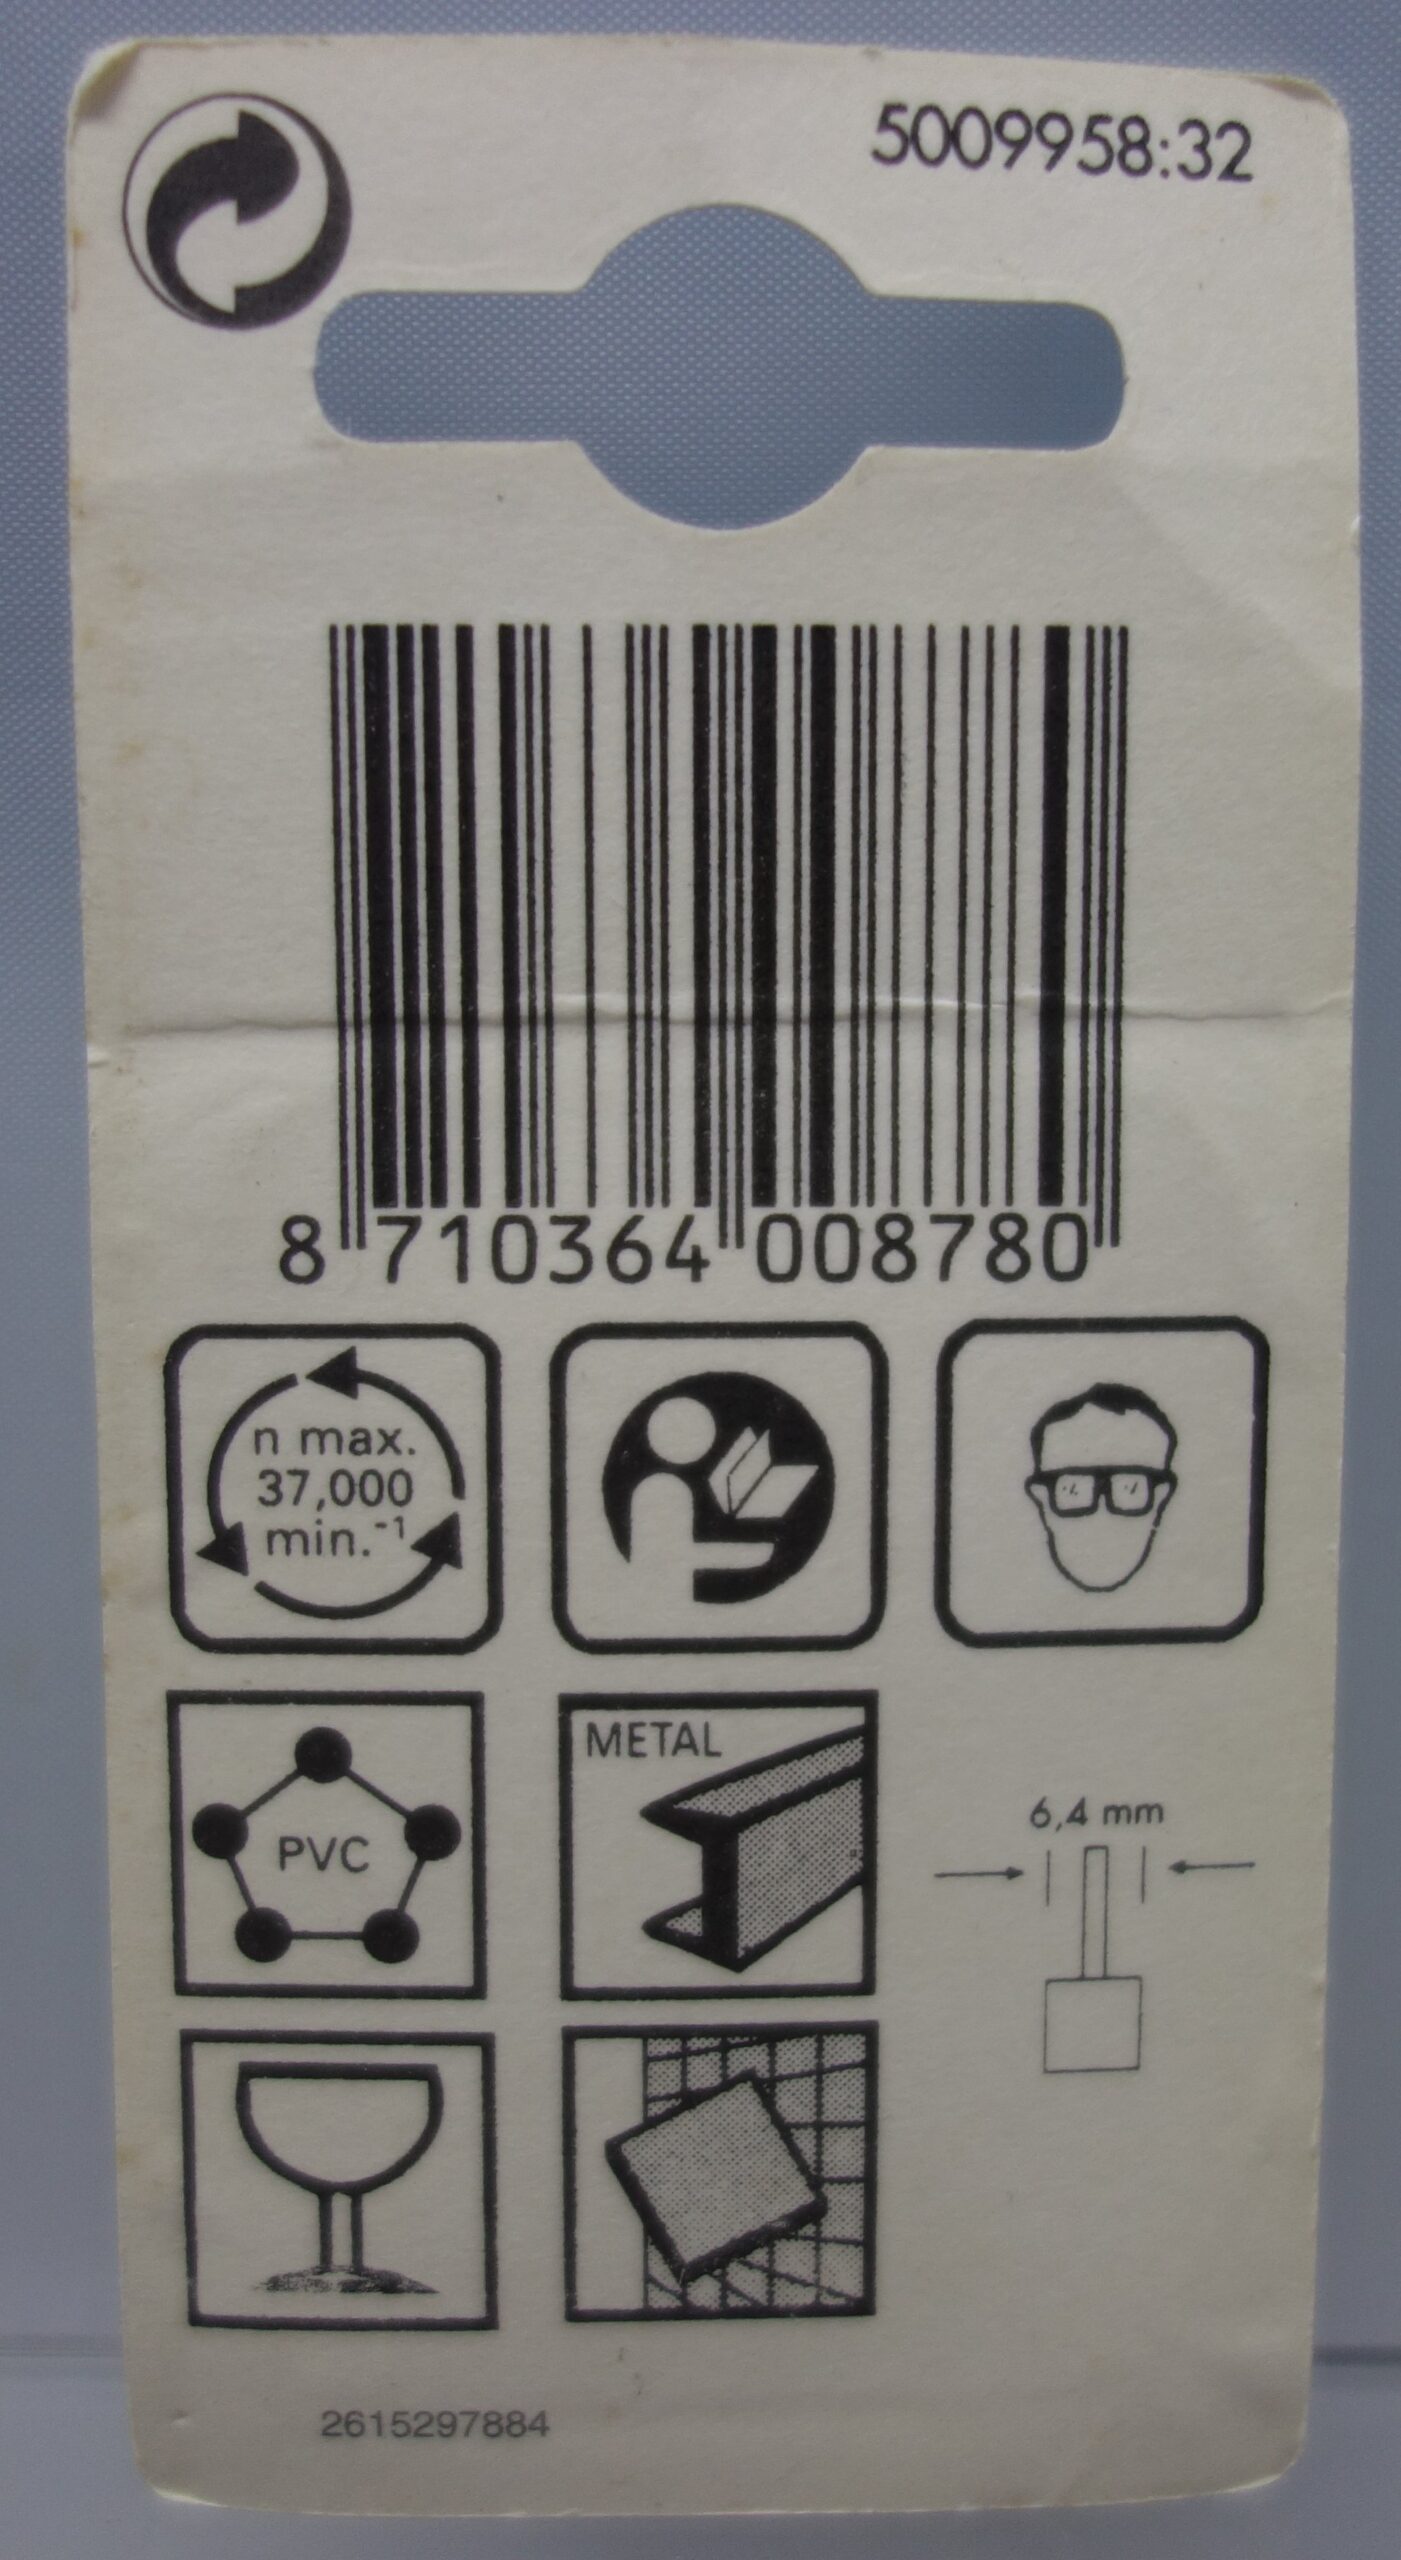 5009958:32
8 710364 008780
n max.
37,000
min.⁻¹
PVC
METAL
6,4 mm
2615297884